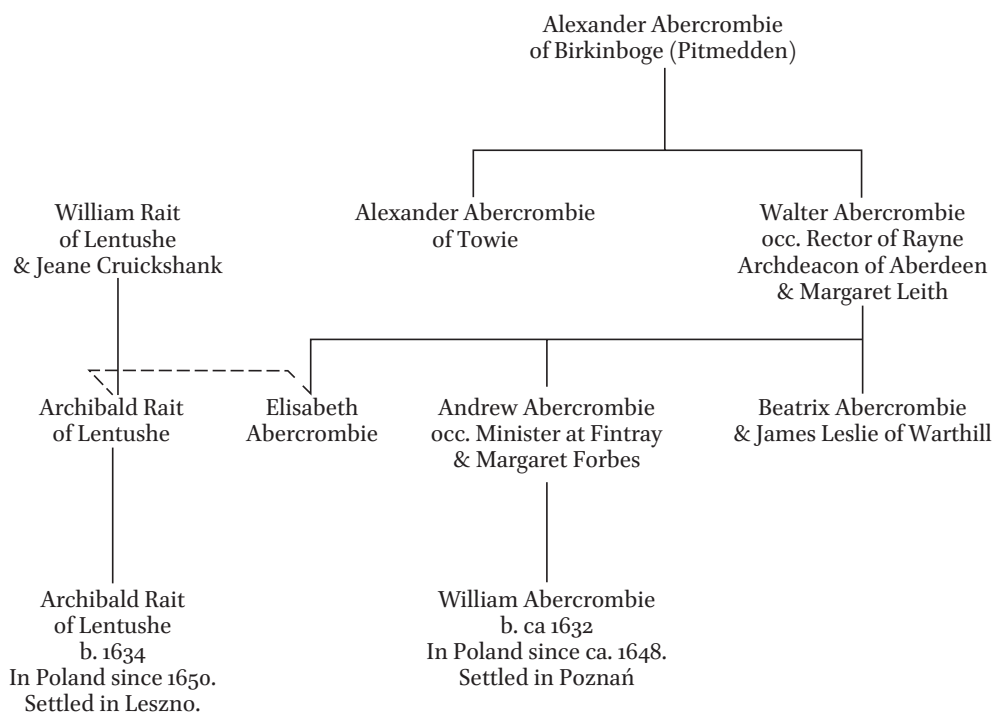 Alexander Abercrombie
of Birkinboge (Pitmedden)
William Rait
of Lentushe
& Jeane Cruickshank
Alexander Abercrombie
of Towie
Walter Abercrombie
occ. Rector of Rayne
Archdeacon of Aberdeen
& Margaret Leith
Archibald Rait
of Lentushe
Elisabeth
Abercrombie
Andrew Abercrombie
occ. Minister at Fintray
& Margaret Forbes
Beatrix Abercrombie
& James Leslie of Warthill
Archibald Rait
of Lentushe
b. 1634
In Poland since 1650.
Settled in Leszno.
William Abercrombie
b. ca 1632
In Poland since ca. 1648.
Settled in Poznań